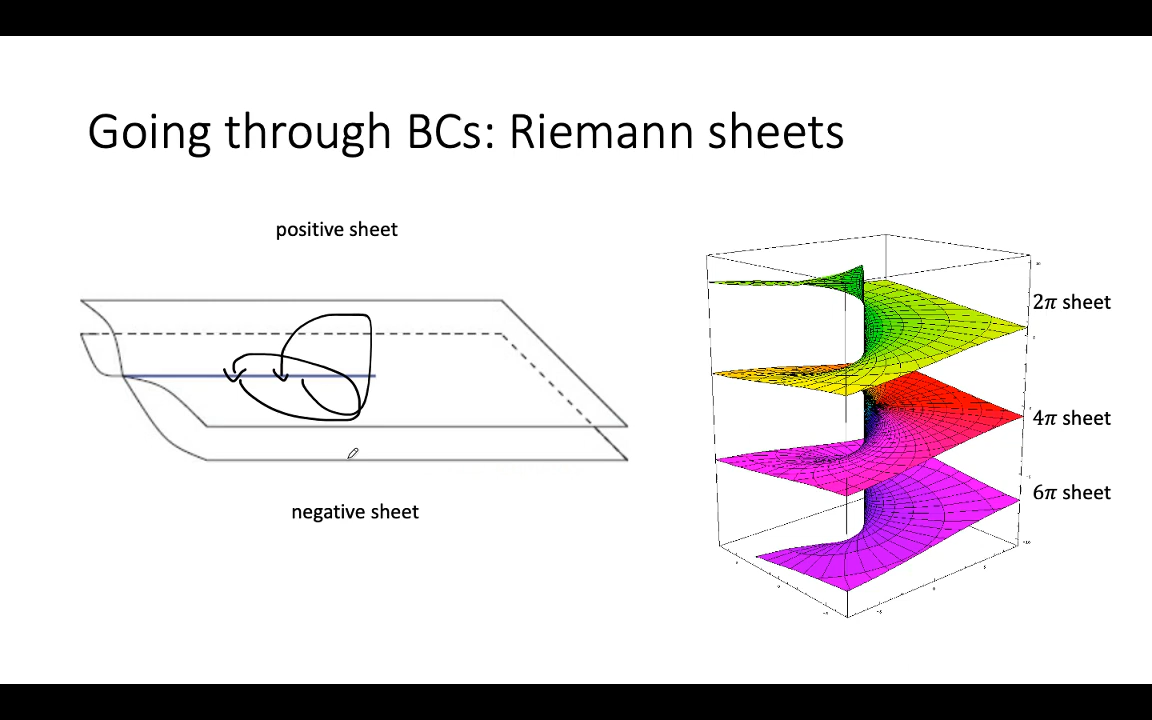 Going through BCs: Riemann sheets
positive sheet
negative sheet
2𝜋 sheet
4𝜋 sheet
6𝜋 sheet